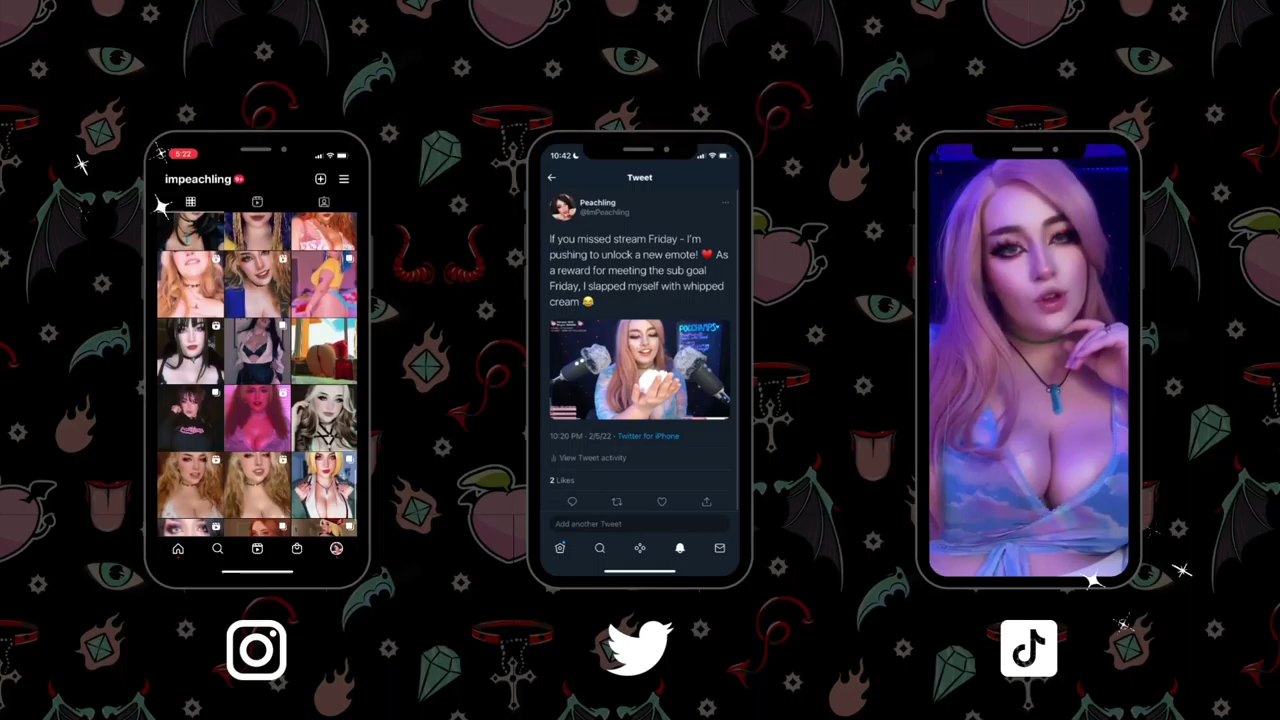 5:22
impeachling 9+
10:42
Tweet
Peachling
@ImPeachling
If you missed stream Friday - I'm
pushing to unlock a new emote! ❤️ As
a reward for meeting the sub goal
Friday, I slapped myself with whipped
cream 😂
POGCHAMPS
10:20 PM · 2/5/22 · Twitter for iPhone
View Tweet activity
2 Likes
Add another Tweet